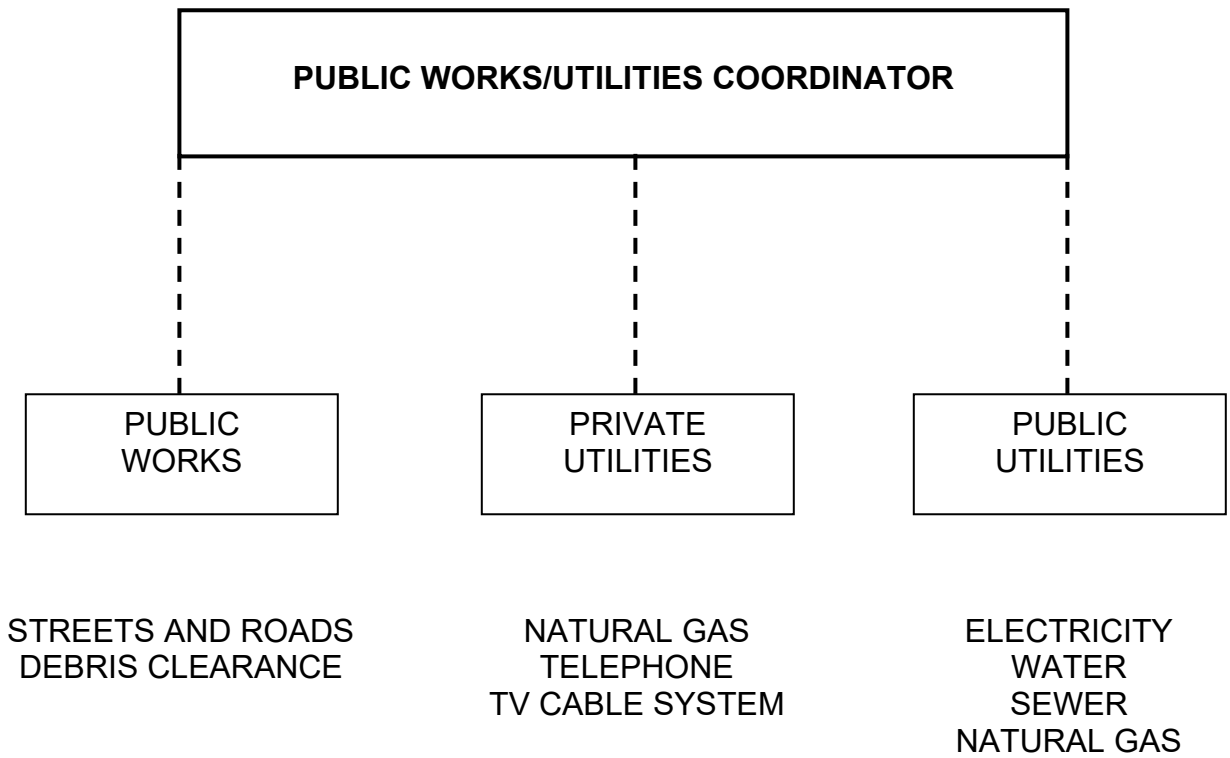 PUBLIC WORKS/UTILITIES COORDINATOR
PUBLIC
WORKS
PRIVATE
UTILITIES
PUBLIC
UTILITIES
STREETS AND ROADS
DEBRIS CLEARANCE
NATURAL GAS
TELEPHONE
TV CABLE SYSTEM
ELECTRICITY
WATER
SEWER
NATURAL GAS